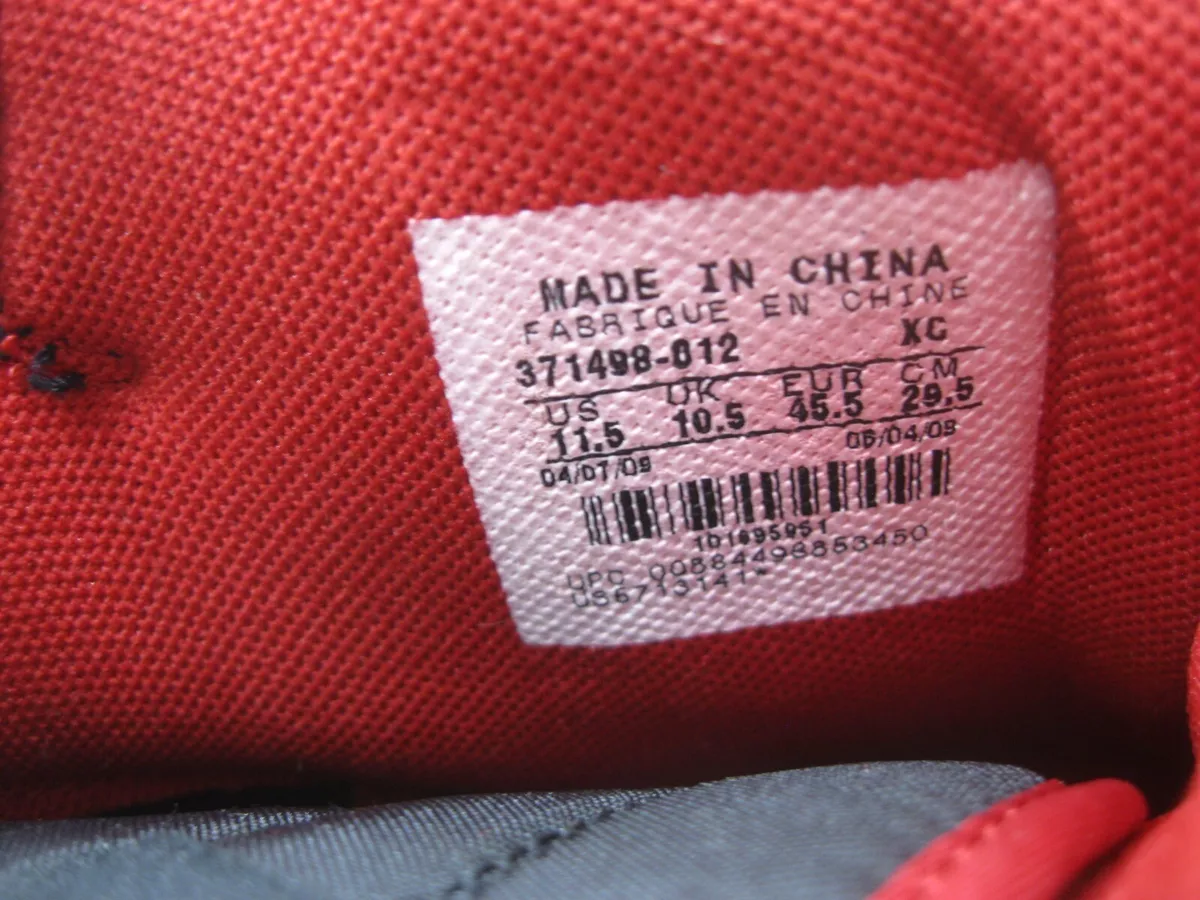 MADE IN CHINA
FABRIQUE EN CHINE
371498-012 XC
US UK EUR CM
11.5 10.5 45.5 29.5
04/07/09 06/04/09
UPC 00884498853450
US6713141*